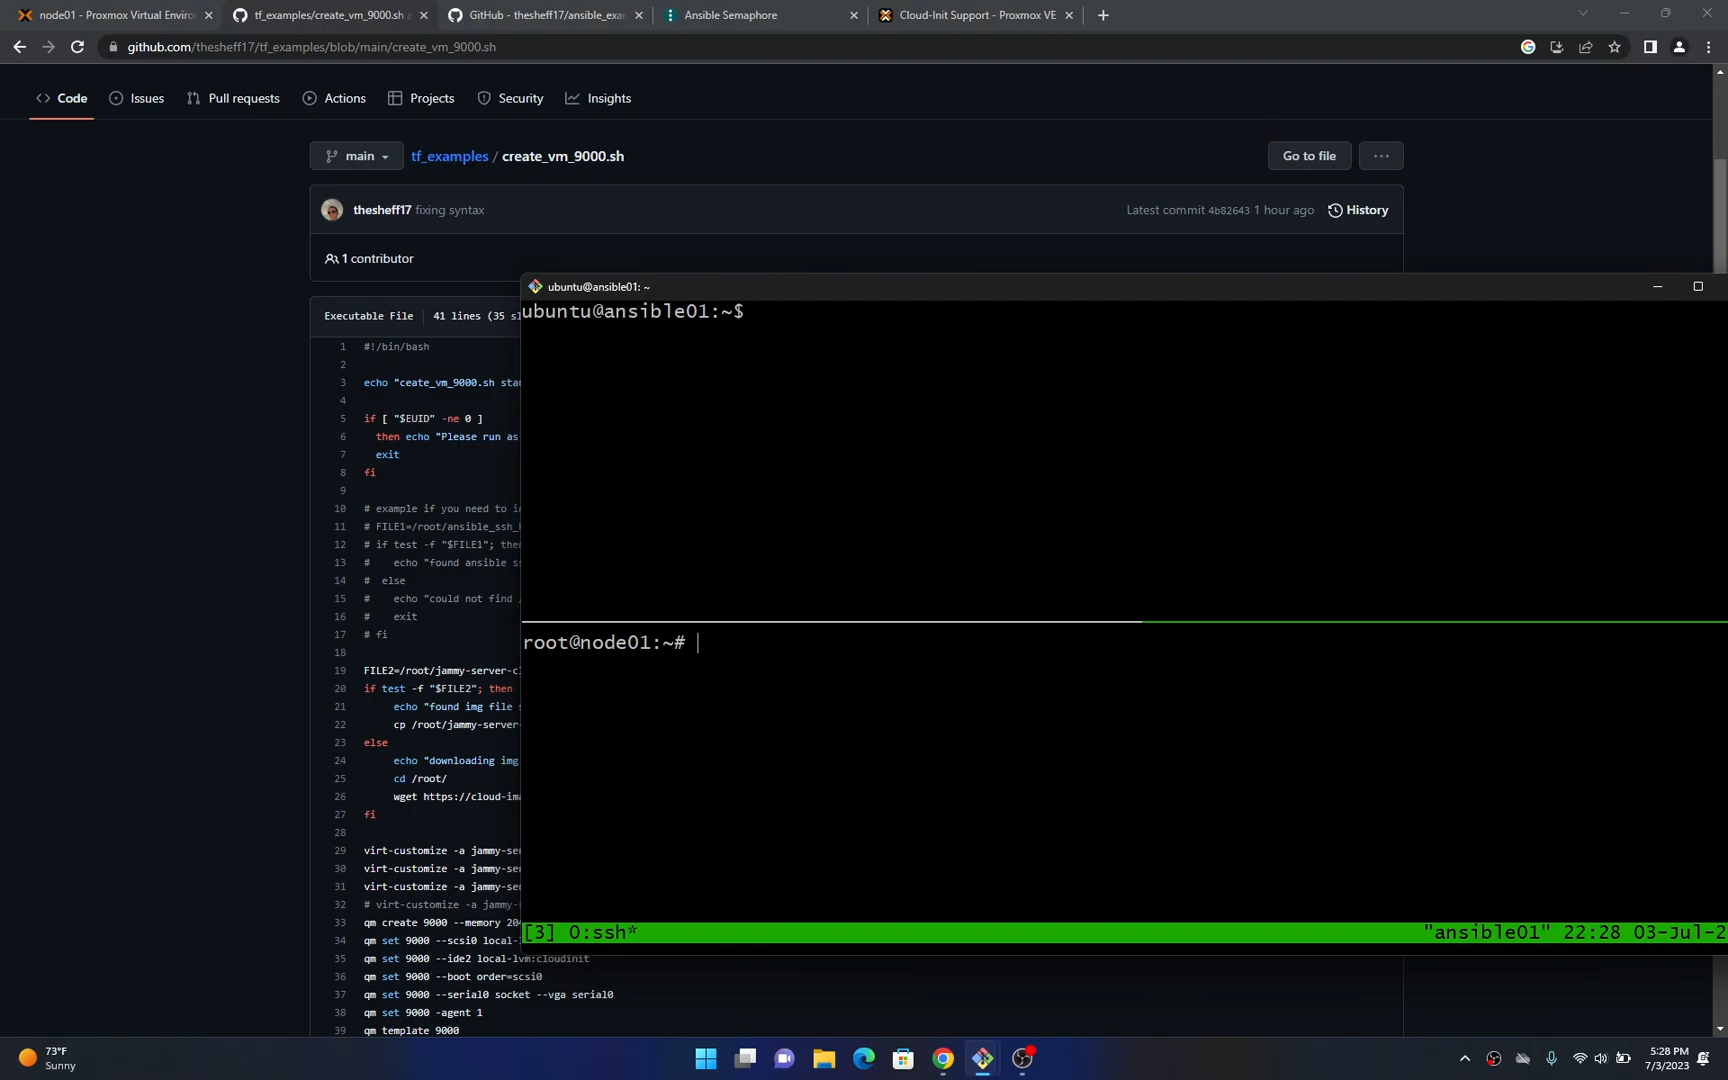 node01 - Proxmox Virtual Enviro
tf_examples/create_vm_9000.sh a
GitHub - thesheff17/ansible_exa
Ansible Semaphore
Cloud-Init Support - Proxmox VE
github.com/thesheff17/tf_examples/blob/main/create_vm_9000.sh
Code
Issues
Pull requests
Actions
Projects
Security
Insights
main
tf_examples / create_vm_9000.sh
Go to file
thesheff17 fixing syntax
Latest commit 4b82643 1 hour ago
History
1 contributor
ubuntu@ansible01: ~
Executable File
41 lines (35 sl
ubuntu@ansible01:~$
1 #!/bin/bash
2
3 echo "ceate_vm_9000.sh star
4
5 if [ "$EUID" -ne 0 ]
6 then echo "Please run as
7 exit
8 fi
9
10 # example if you need to in
11 # FILE1=/root/ansible_ssh_k
12 # if test -f "$FILE1"; then
13 # echo "found ansible ss
14 # else
15 # echo "could not find /
16 # exit
17 # fi
18
19 FILE2=/root/jammy-server-cl
20 if test -f "$FILE2"; then
21 echo "found img file s
22 cp /root/jammy-server-
23 else
24 echo "downloading img
25 cd /root/
26 wget https://cloud-ima
27 fi
28
29 virt-customize -a jammy-ser
30 virt-customize -a jammy-ser
31 virt-customize -a jammy-ser
32 # virt-customize -a jammy-s
33 qm create 9000 --memory 204
34 qm set 9000 --scsi0 local-l
35 qm set 9000 --ide2 local-lvm:cloudinit
36 qm set 9000 --boot order=scsi0
37 qm set 9000 --serial0 socket --vga serial0
38 qm set 9000 -agent 1
39 qm template 9000
root@node01:~#
[3] 0:ssh*
"ansible01" 22:28 03-Jul-2
73°F
Sunny
5:28 PM
7/3/2023